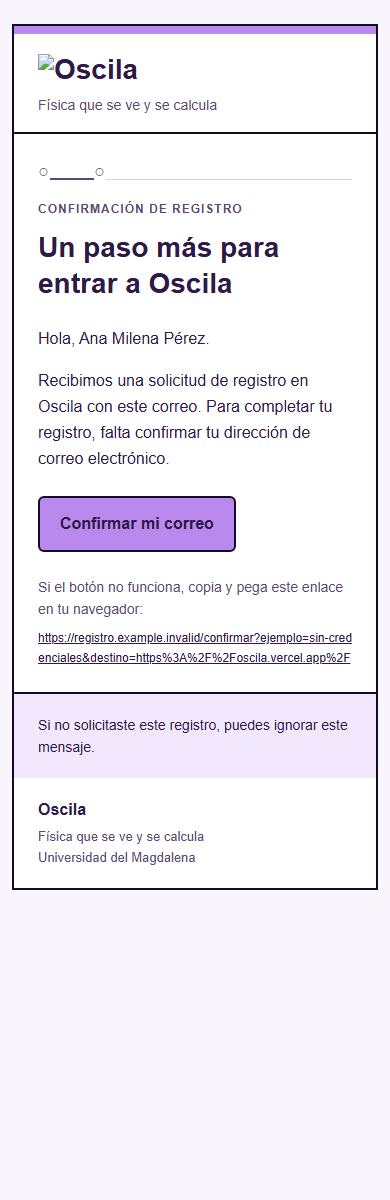 Oscila
Física que se ve y se calcula
CONFIRMACIÓN DE REGISTRO
Un paso más para
entrar a Oscila
Hola, Ana Milena Pérez.
Recibimos una solicitud de registro en
Oscila con este correo. Para completar tu
registro, falta confirmar tu dirección de
correo electrónico.
Confirmar mi correo
Si el botón no funciona, copia y pega este enlace
en tu navegador:
https://registro.example.invalid/confirmar?ejemplo=sin-cred
enciales&destino=https%3A%2F%2Foscila.vercel.app%2F
Si no solicitaste este registro, puedes ignorar este
mensaje.
Oscila
Física que se ve y se calcula
Universidad del Magdalena